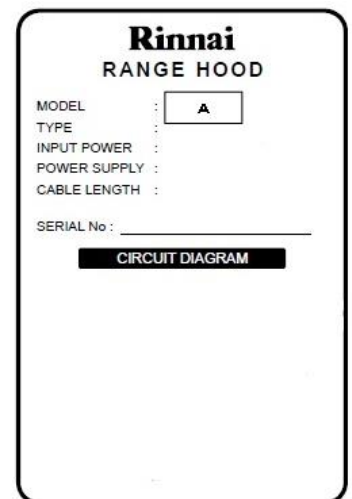 Rinnai
RANGE HOOD
MODEL : A
TYPE :
INPUT POWER :
POWER SUPPLY :
CABLE LENGTH :
SERIAL No :
CIRCUIT DIAGRAM